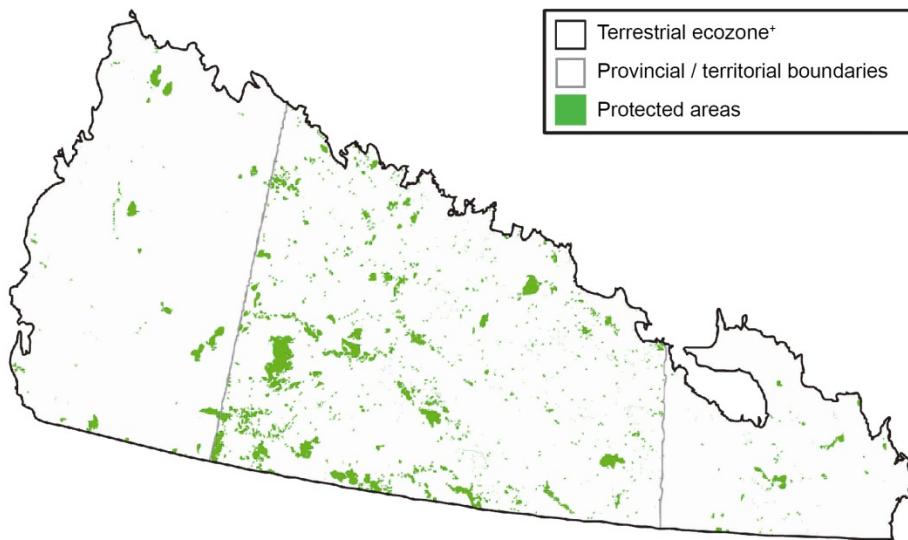 Terrestrial ecozone⁺
Provincial / territorial boundaries
Protected areas